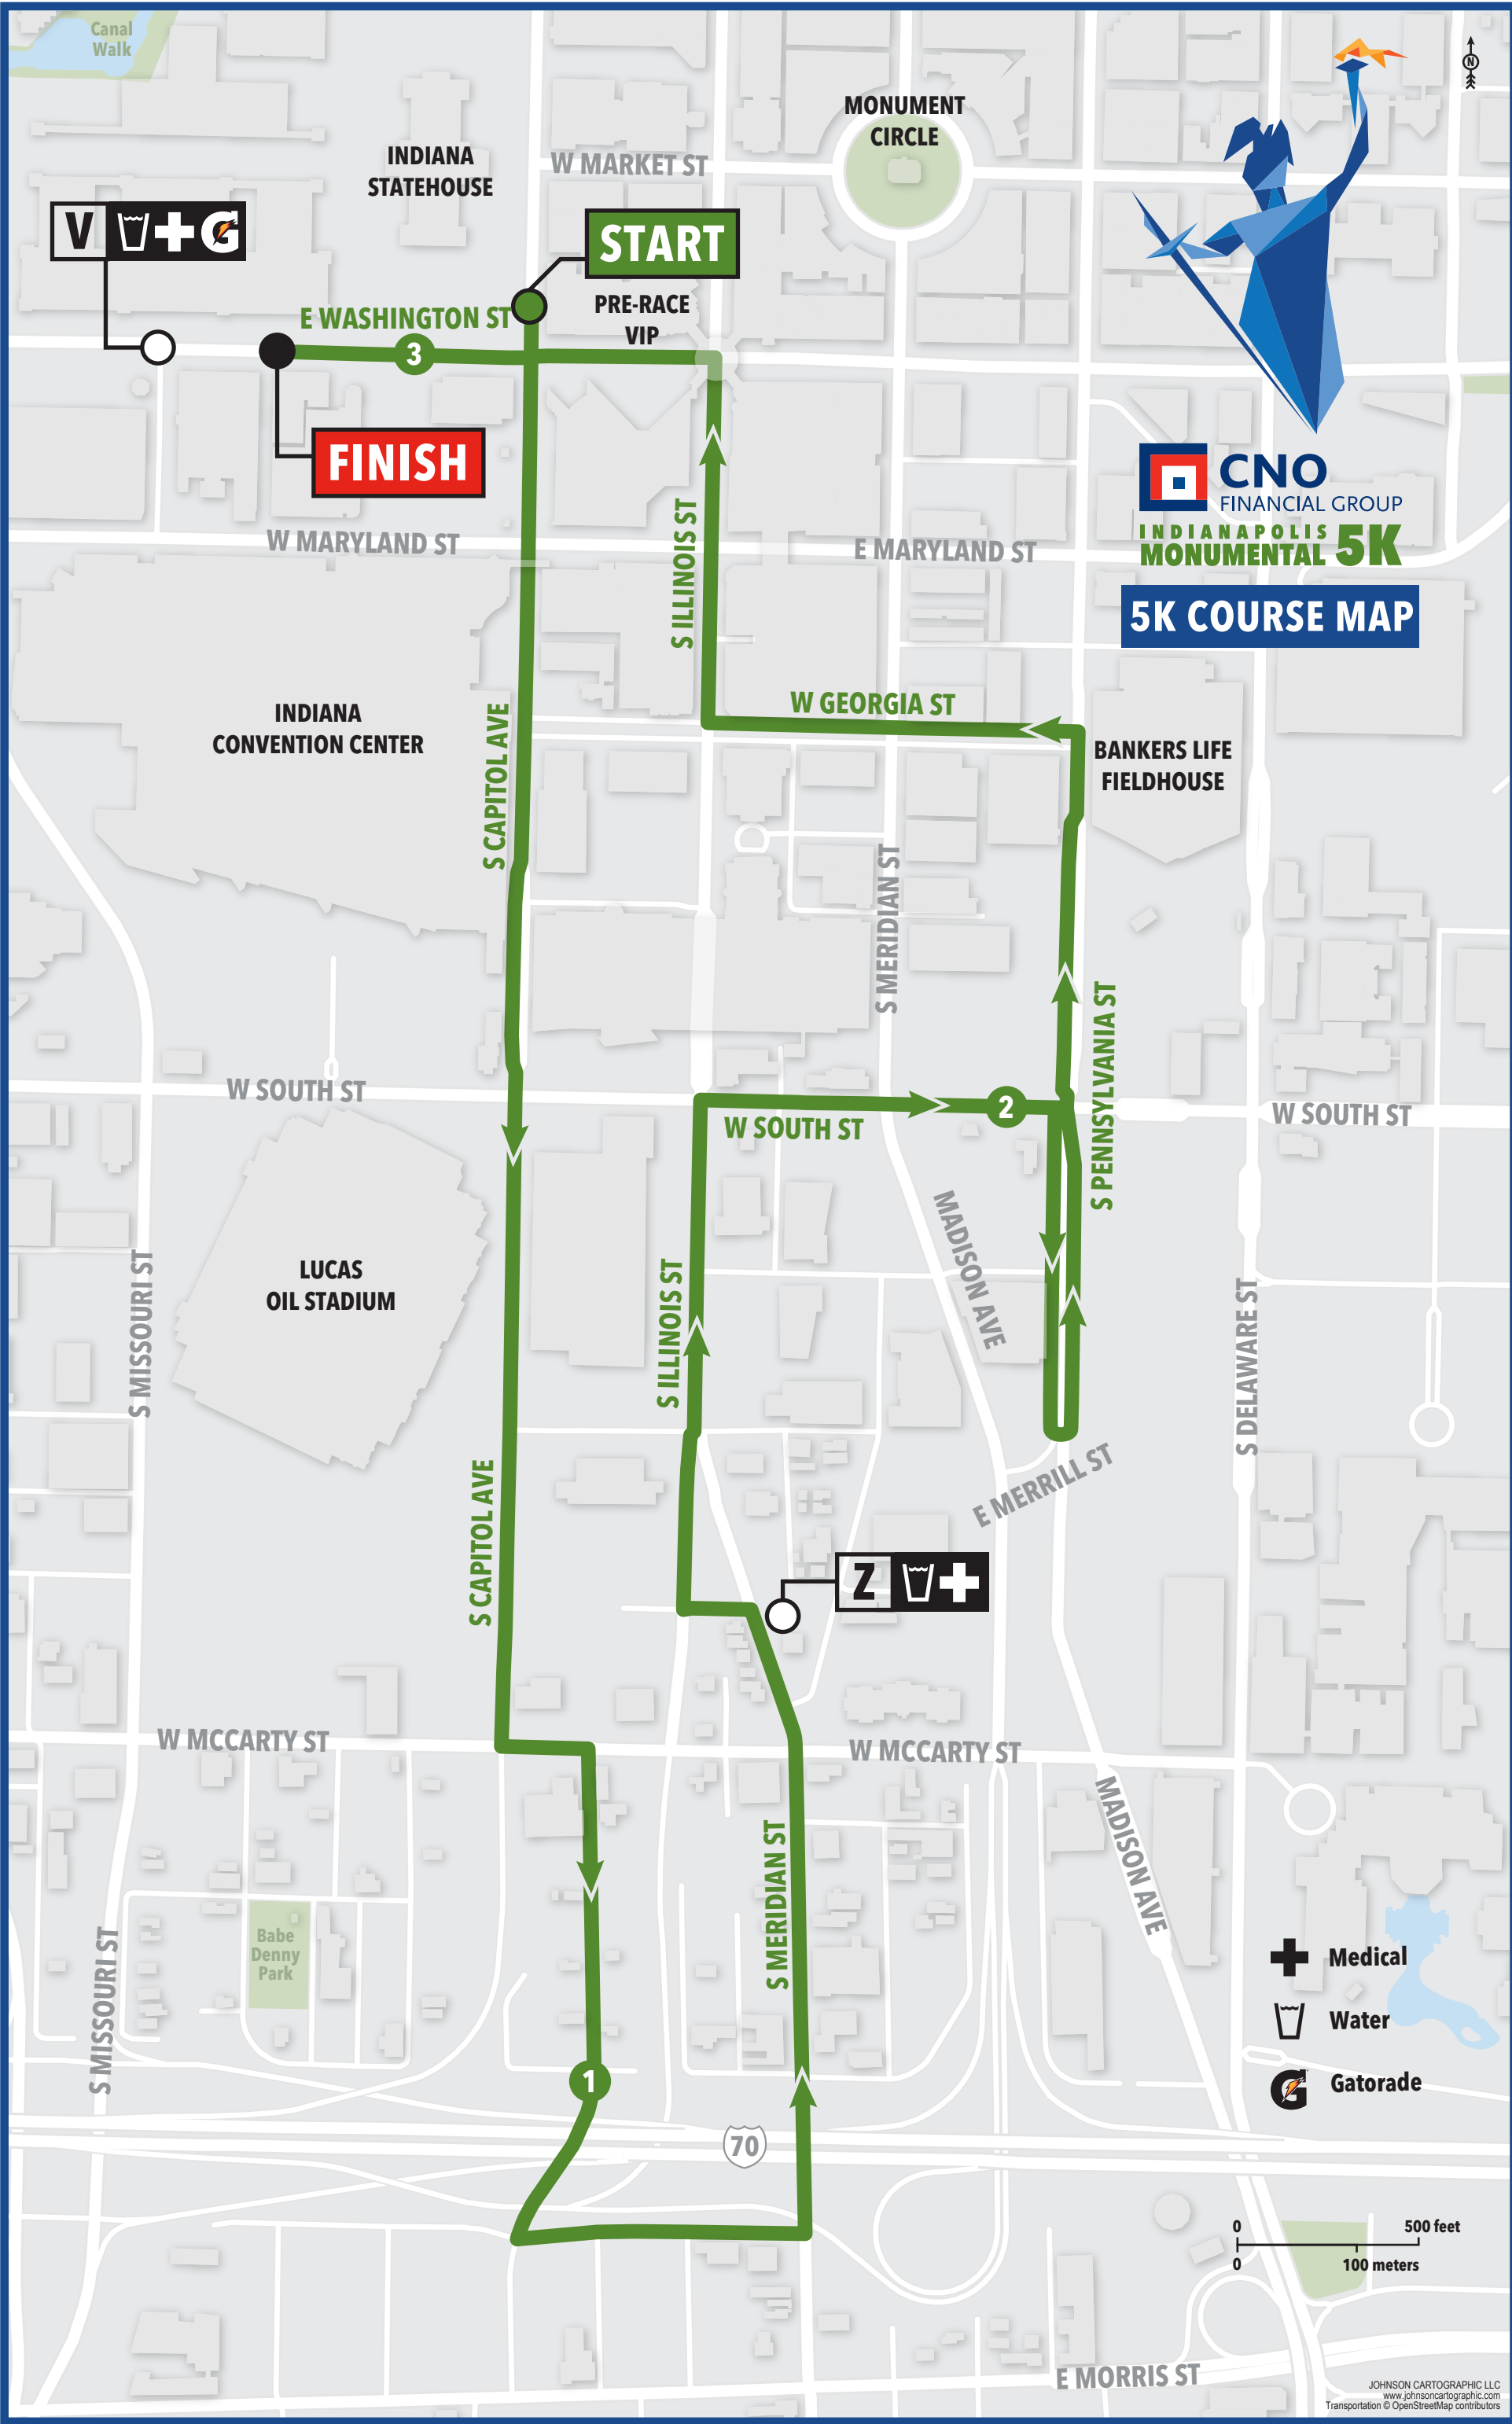 Canal
Walk
N
MONUMENT
CIRCLE
INDIANA
STATEHOUSE
W MARKET ST
V
G
START
PRE-RACE
VIP
E WASHINGTON ST
3
FINISH
CNO
FINANCIAL GROUP
INDIANAPOLIS
MONUMENTAL 5K
5K COURSE MAP
W MARYLAND ST
E MARYLAND ST
S ILLINOIS ST
W GEORGIA ST
INDIANA
CONVENTION CENTER
S CAPITOL AVE
BANKERS LIFE
FIELDHOUSE
S MERIDIAN ST
S PENNSYLVANIA ST
W SOUTH ST
2
W SOUTH ST
W SOUTH ST
MADISON AVE
LUCAS
OIL STADIUM
S MISSOURI ST
S ILLINOIS ST
S DELAWARE ST
E MERRILL ST
S CAPITOL AVE
Z
W MCCARTY ST
W MCCARTY ST
MADISON AVE
S MERIDIAN ST
Babe
Denny
Park
S MISSOURI ST
Medical
Water
G
Gatorade
1
70
0
500 feet
0
100 meters
E MORRIS ST
JOHNSON CARTOGRAPHIC LLC
www.johnsoncartographic.com
Transportation © OpenStreetMap contributors